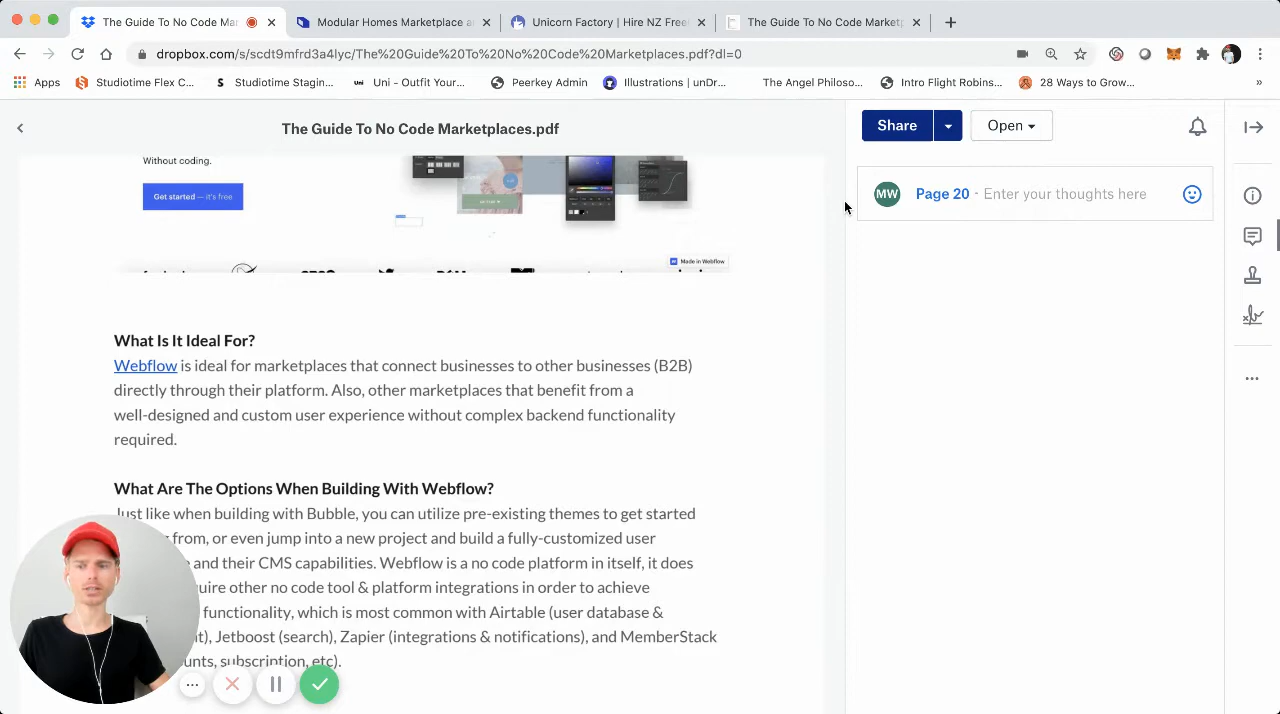 The Guide To No Code Mar
Modular Homes Marketplace a
Unicorn Factory | Hire NZ Free
The Guide To No Code Market
dropbox.com/s/scdt9mfrd3a4lyc/The%20Guide%20To%20No%20Code%20Marketplaces.pdf?dl=0
Apps
Studiotime Flex C...
Studiotime Stagin...
Uni - Outfit Your...
Peerkey Admin
Illustrations | unDr...
The Angel Philoso...
Intro Flight Robins...
28 Ways to Grow...
»
The Guide To No Code Marketplaces.pdf
Share
Open
MW Page 20 - Enter your thoughts here
Without coding.
Get started — it's free
Made in Webflow
What Is It Ideal For?
Webflow is ideal for marketplaces that connect businesses to other businesses (B2B)
directly through their platform. Also, other marketplaces that benefit from a
well-designed and custom user experience without complex backend functionality
required.
What Are The Options When Building With Webflow?
Just like when building with Bubble, you can utilize pre-existing themes to get started
from, or even jump into a new project and build a fully-customized user
and their CMS capabilities. Webflow is a no code platform in itself, it does
quire other no code tool & platform integrations in order to achieve
functionality, which is most common with Airtable (user database &
t), Jetboost (search), Zapier (integrations & notifications), and MemberStack
unts, subscription, etc).